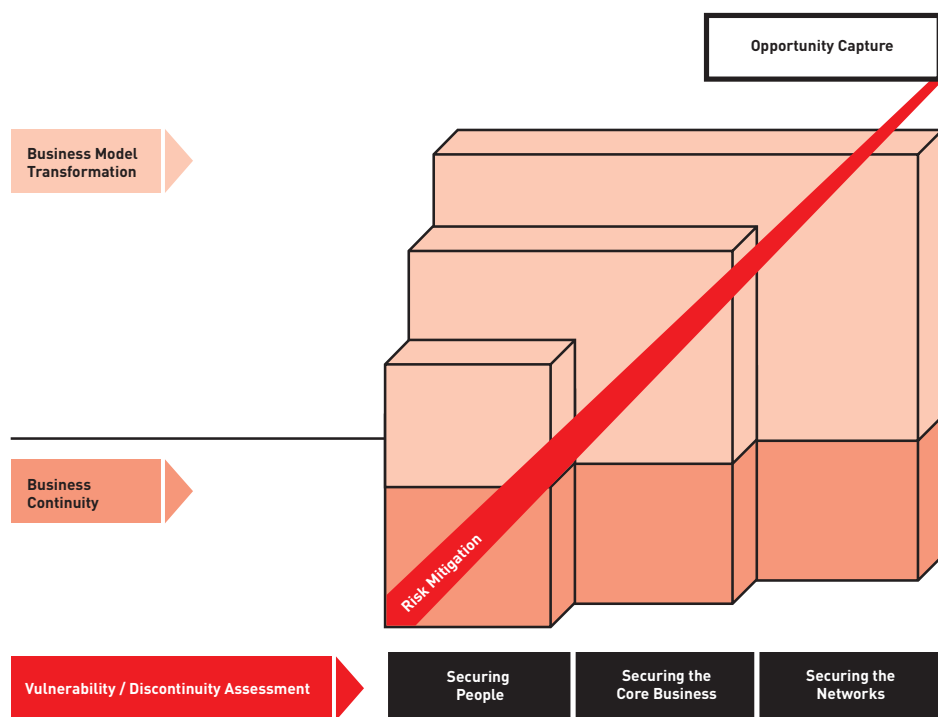 Opportunity Capture
Business Model
Transformation
Business
Continuity
Risk Mitigation
Vulnerability / Discontinuity Assessment
Securing
People
Securing the
Core Business
Securing the
Networks